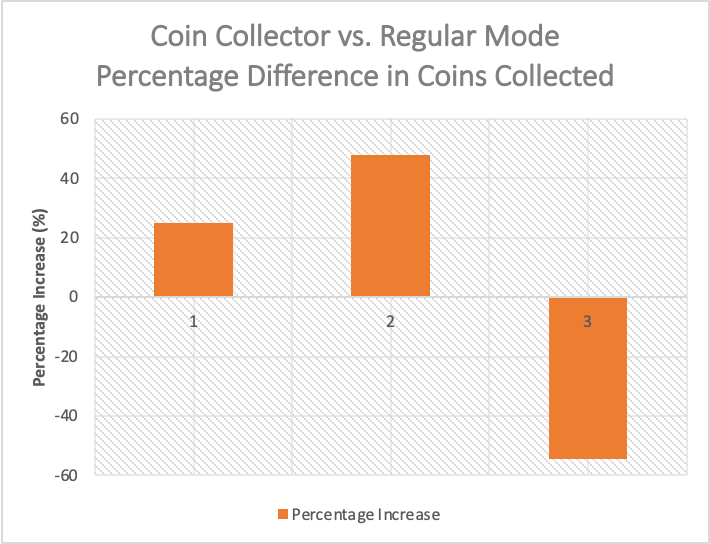 Coin Collector vs. Regular Mode
Percentage Difference in Coins Collected
Percentage Increase (%)
60
40
20
0
-20
-40
-60
1
2
3
Percentage Increase